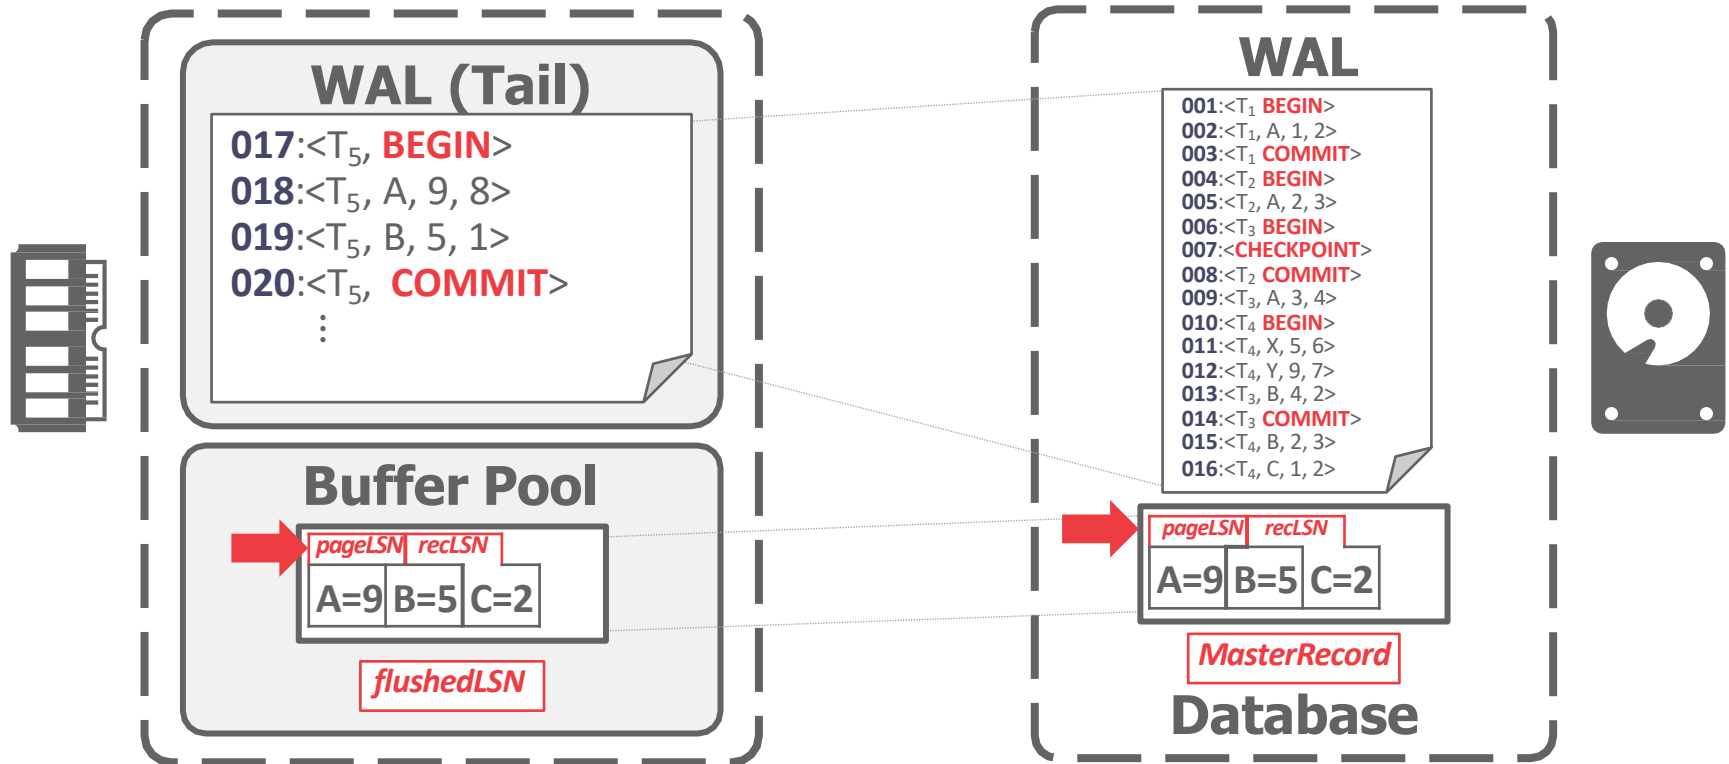 WAL (Tail)
017:<T5, BEGIN>
018:<T5, A, 9, 8>
019:<T5, B, 5, 1>
020:<T5, COMMIT>
⋮
Buffer Pool
pageLSN recLSN
A=9 B=5 C=2
flushedLSN
WAL
001:<T1 BEGIN>
002:<T1, A, 1, 2>
003:<T1 COMMIT>
004:<T2 BEGIN>
005:<T2, A, 2, 3>
006:<T3 BEGIN>
007:<CHECKPOINT>
008:<T2 COMMIT>
009:<T3, A, 3, 4>
010:<T4 BEGIN>
011:<T4, X, 5, 6>
012:<T4, Y, 9, 7>
013:<T3, B, 4, 2>
014:<T3 COMMIT>
015:<T4, B, 2, 3>
016:<T4, C, 1, 2>
pageLSN recLSN
A=9 B=5 C=2
MasterRecord
Database